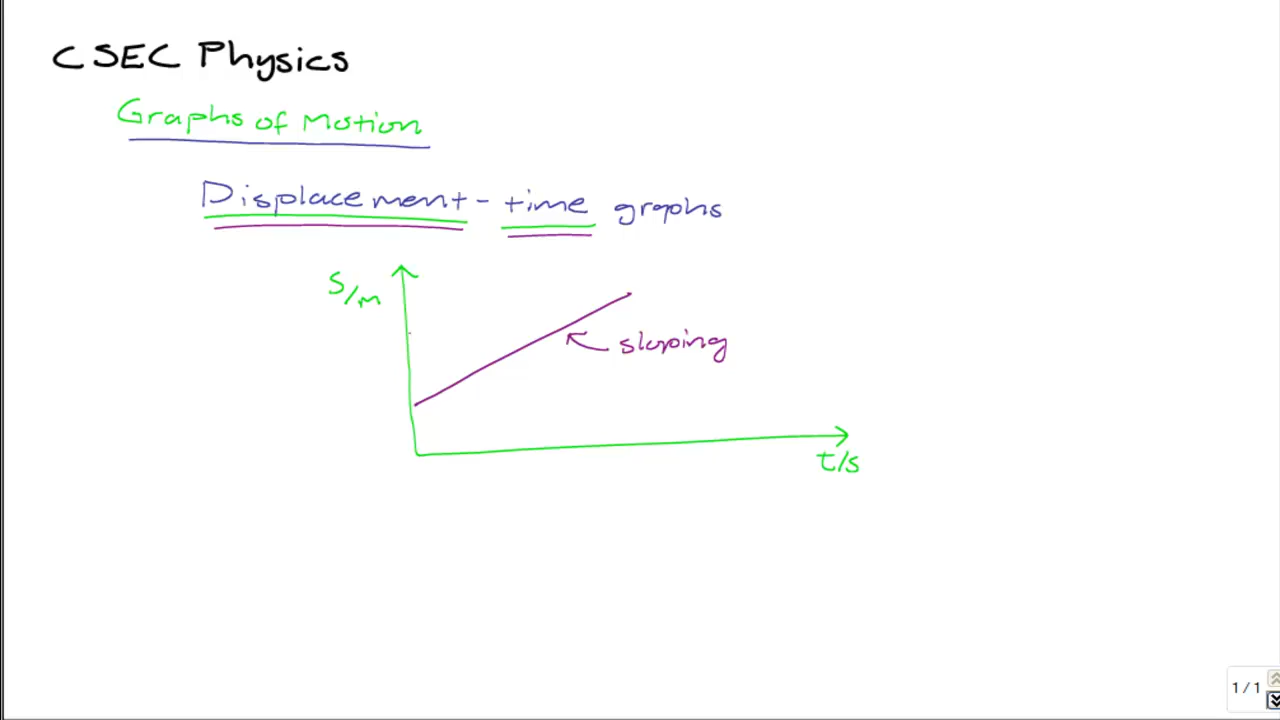 CSEC Physics
Graphs of Motion
Displacement - time graphs
S/m
sloping
t/s
1 / 1